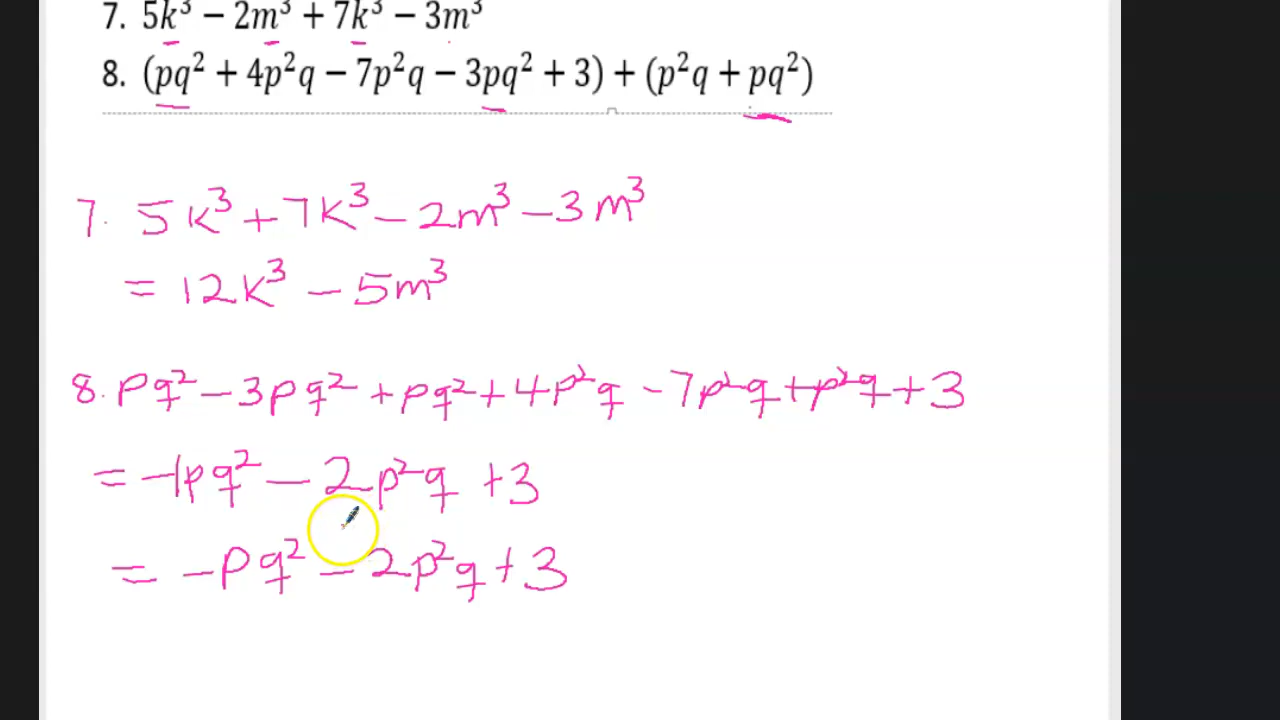 7. 5k³ − 2m³ + 7k³ − 3m³
8. (pq² + 4p²q − 7p²q − 3pq² + 3) + (p²q + pq²)
7. 5k³ + 7k³ − 2m³ − 3m³
= 12k³ − 5m³
8. pq² − 3pq² + pq² + 4p²q − 7p²q + p²q + 3
= −1pq² − 2p²q + 3
= −pq² − 2p²q + 3